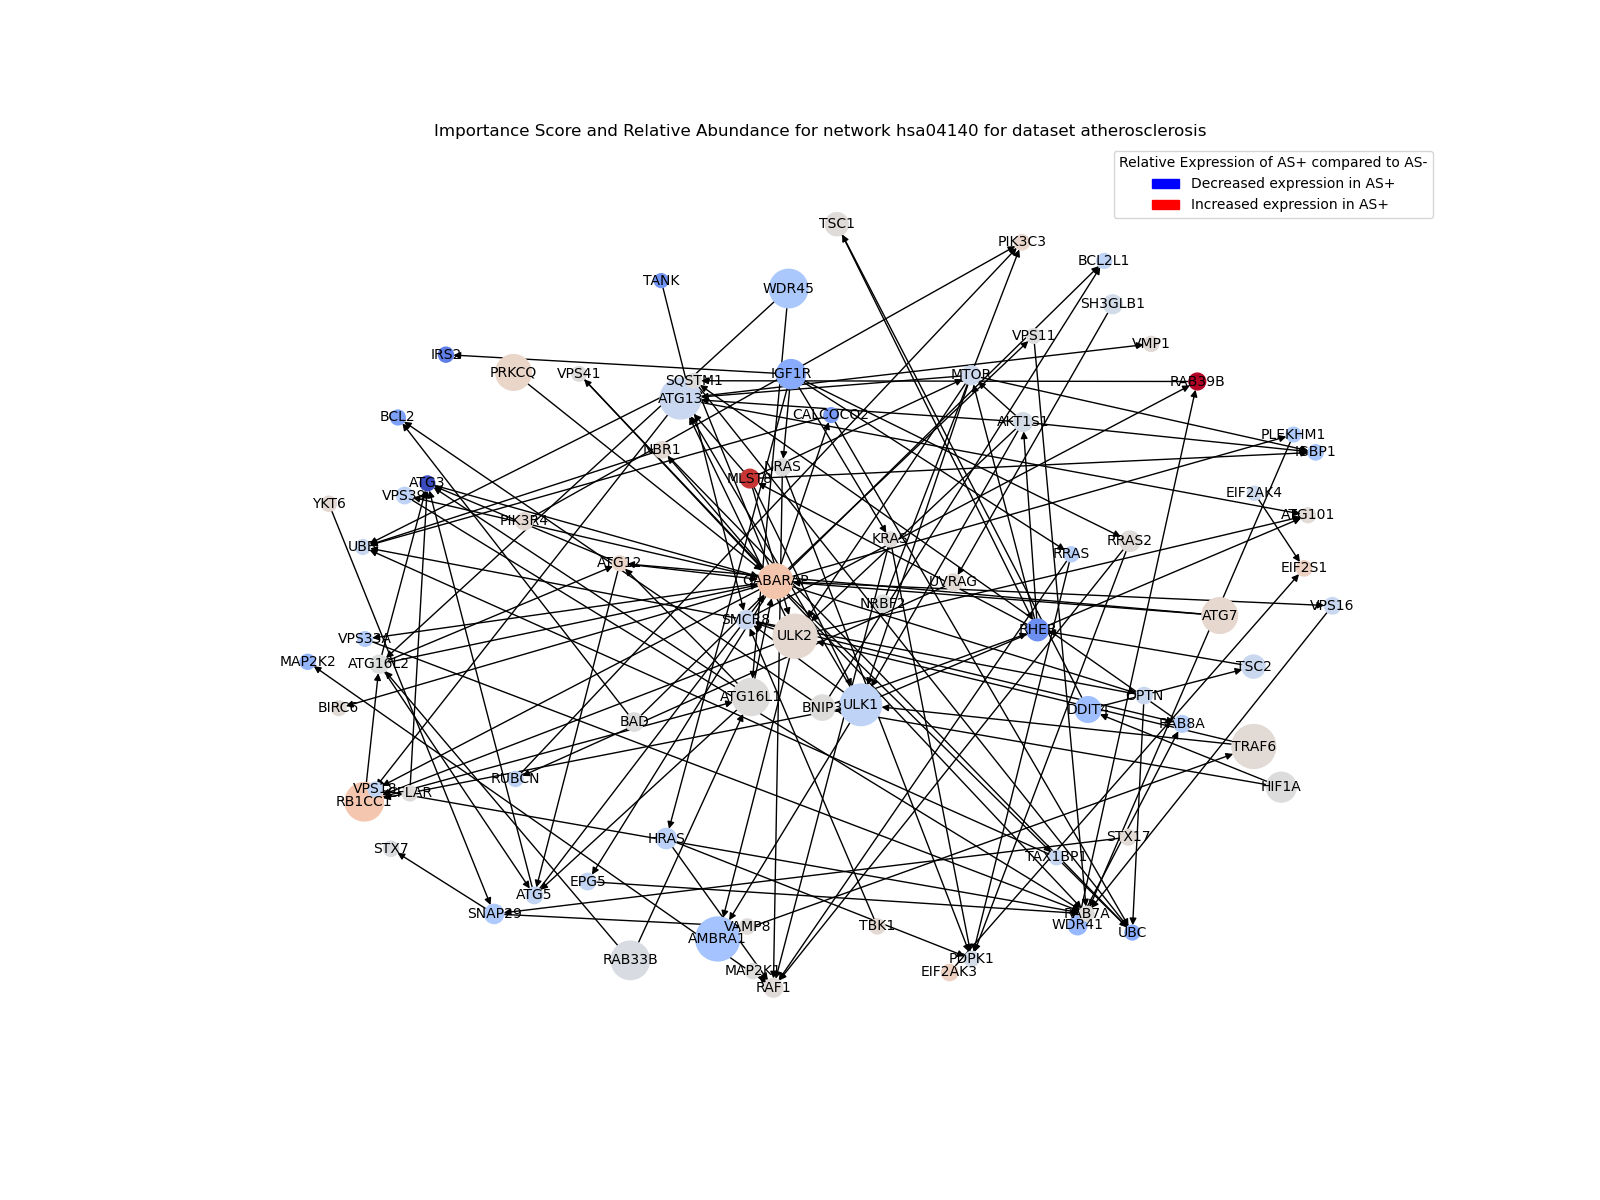 Importance Score and Relative Abundance for network hsa04140 for dataset atherosclerosis
Relative Expression of AS+ compared to AS-
Decreased expression in AS+
Increased expression in AS+
TSC1
PIK3C3
BCL2L1
TANK
WDR45
SH3GLB1
VPS11
VMP1
IRS2
PRKCQ
VPS41
SQSTM1
IGF1R
MTOR
RAB39B
ATG13
BCL2
CALCOCO2
AKT1S1
PLEKHM1
NBR1
IGBP1
NRAS
MLST8
ATG3
VPS39
EIF2AK4
YKT6
PIK3R4
ATG101
KRAS
RRAS2
RRAS
ATG12
EIF2S1
GABARAP
UVRAG
NRBF2
VPS16
ATG7
SMCR8
RHEB
ULK2
VPS33A
MAP2K2
ATG16L2
TSC2
ATG16L1
OPTN
BIRC6
BNIP3
ULK1
DDIT4
BAD
RAB8A
TRAF6
RUBCN
VPS18
HIF1A
CFLAR
RB1CC1
HRAS
STX17
STX7
TAX1BP1
EPG5
ATG5
SNAP29
RAB7A
VAMP8
TBK1
WDR41
UBC
AMBRA1
RAB33B
PDPK1
MAP2K1
EIF2AK3
RAF1